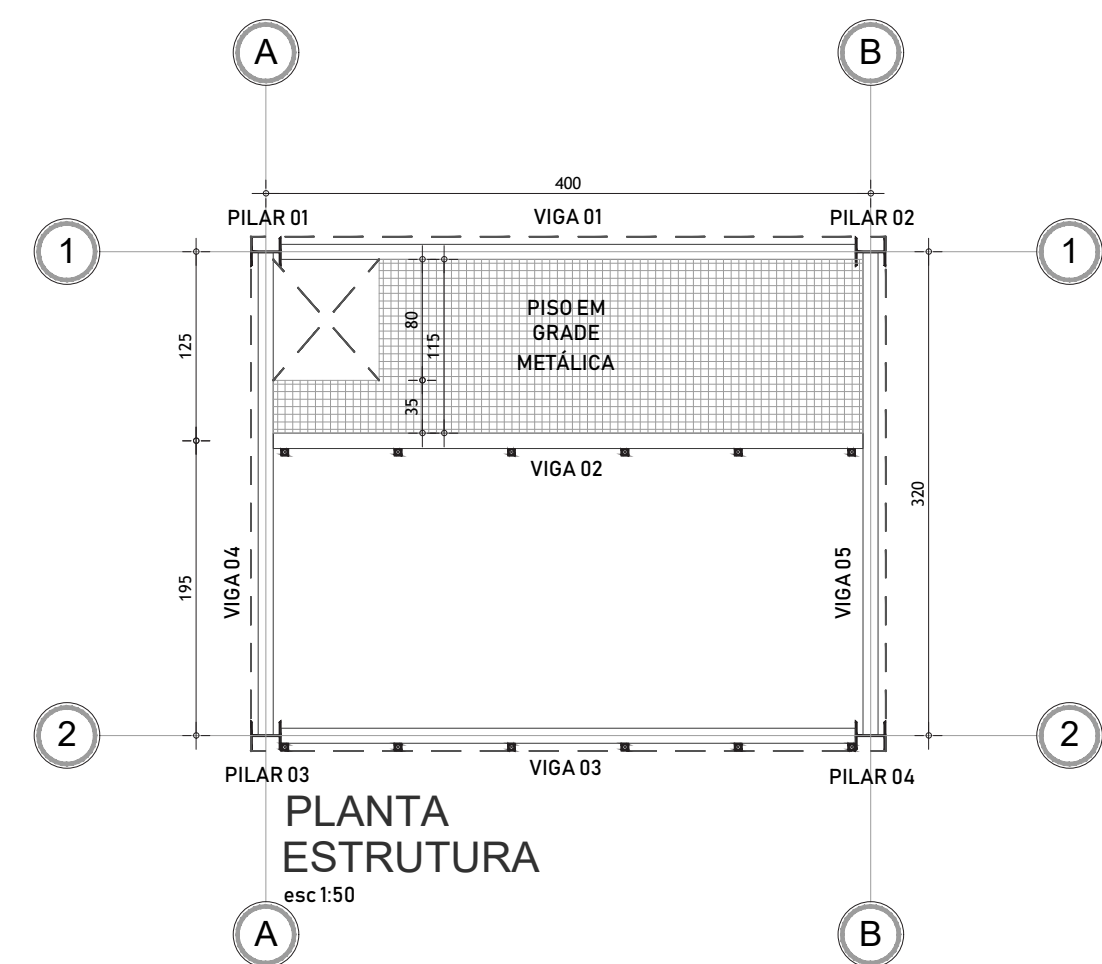 A
B
400
PILAR 01
VIGA 01
PILAR 02
1
1
PISO EM
GRADE
METÁLICA
80
115
125
35
VIGA 02
320
VIGA 04
VIGA 05
195
2
2
VIGA 03
PILAR 03
PILAR 04
PLANTA
ESTRUTURA
esc 1:50
A
B